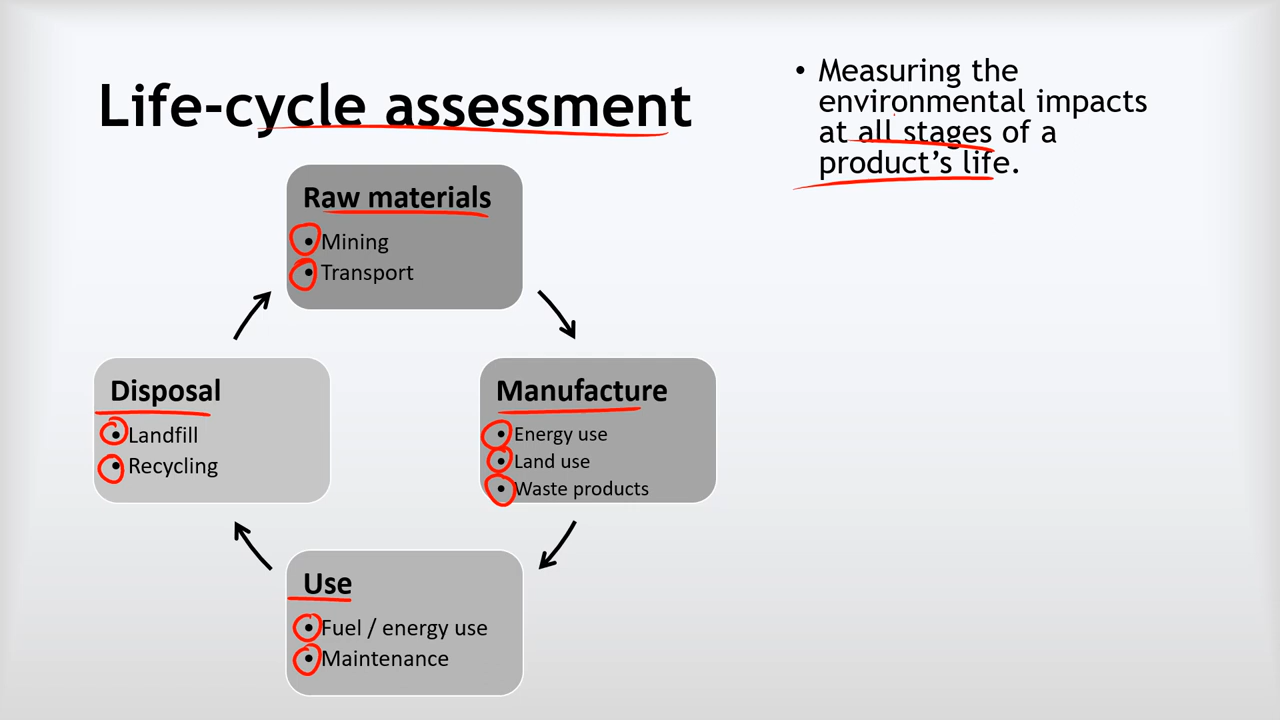 Life-cycle assessment
• Measuring the
environmental impacts
at all stages of a
product's life.
Raw materials
• Mining
• Transport
Manufacture
• Energy use
• Land use
• Waste products
Use
• Fuel / energy use
• Maintenance
Disposal
• Landfill
• Recycling